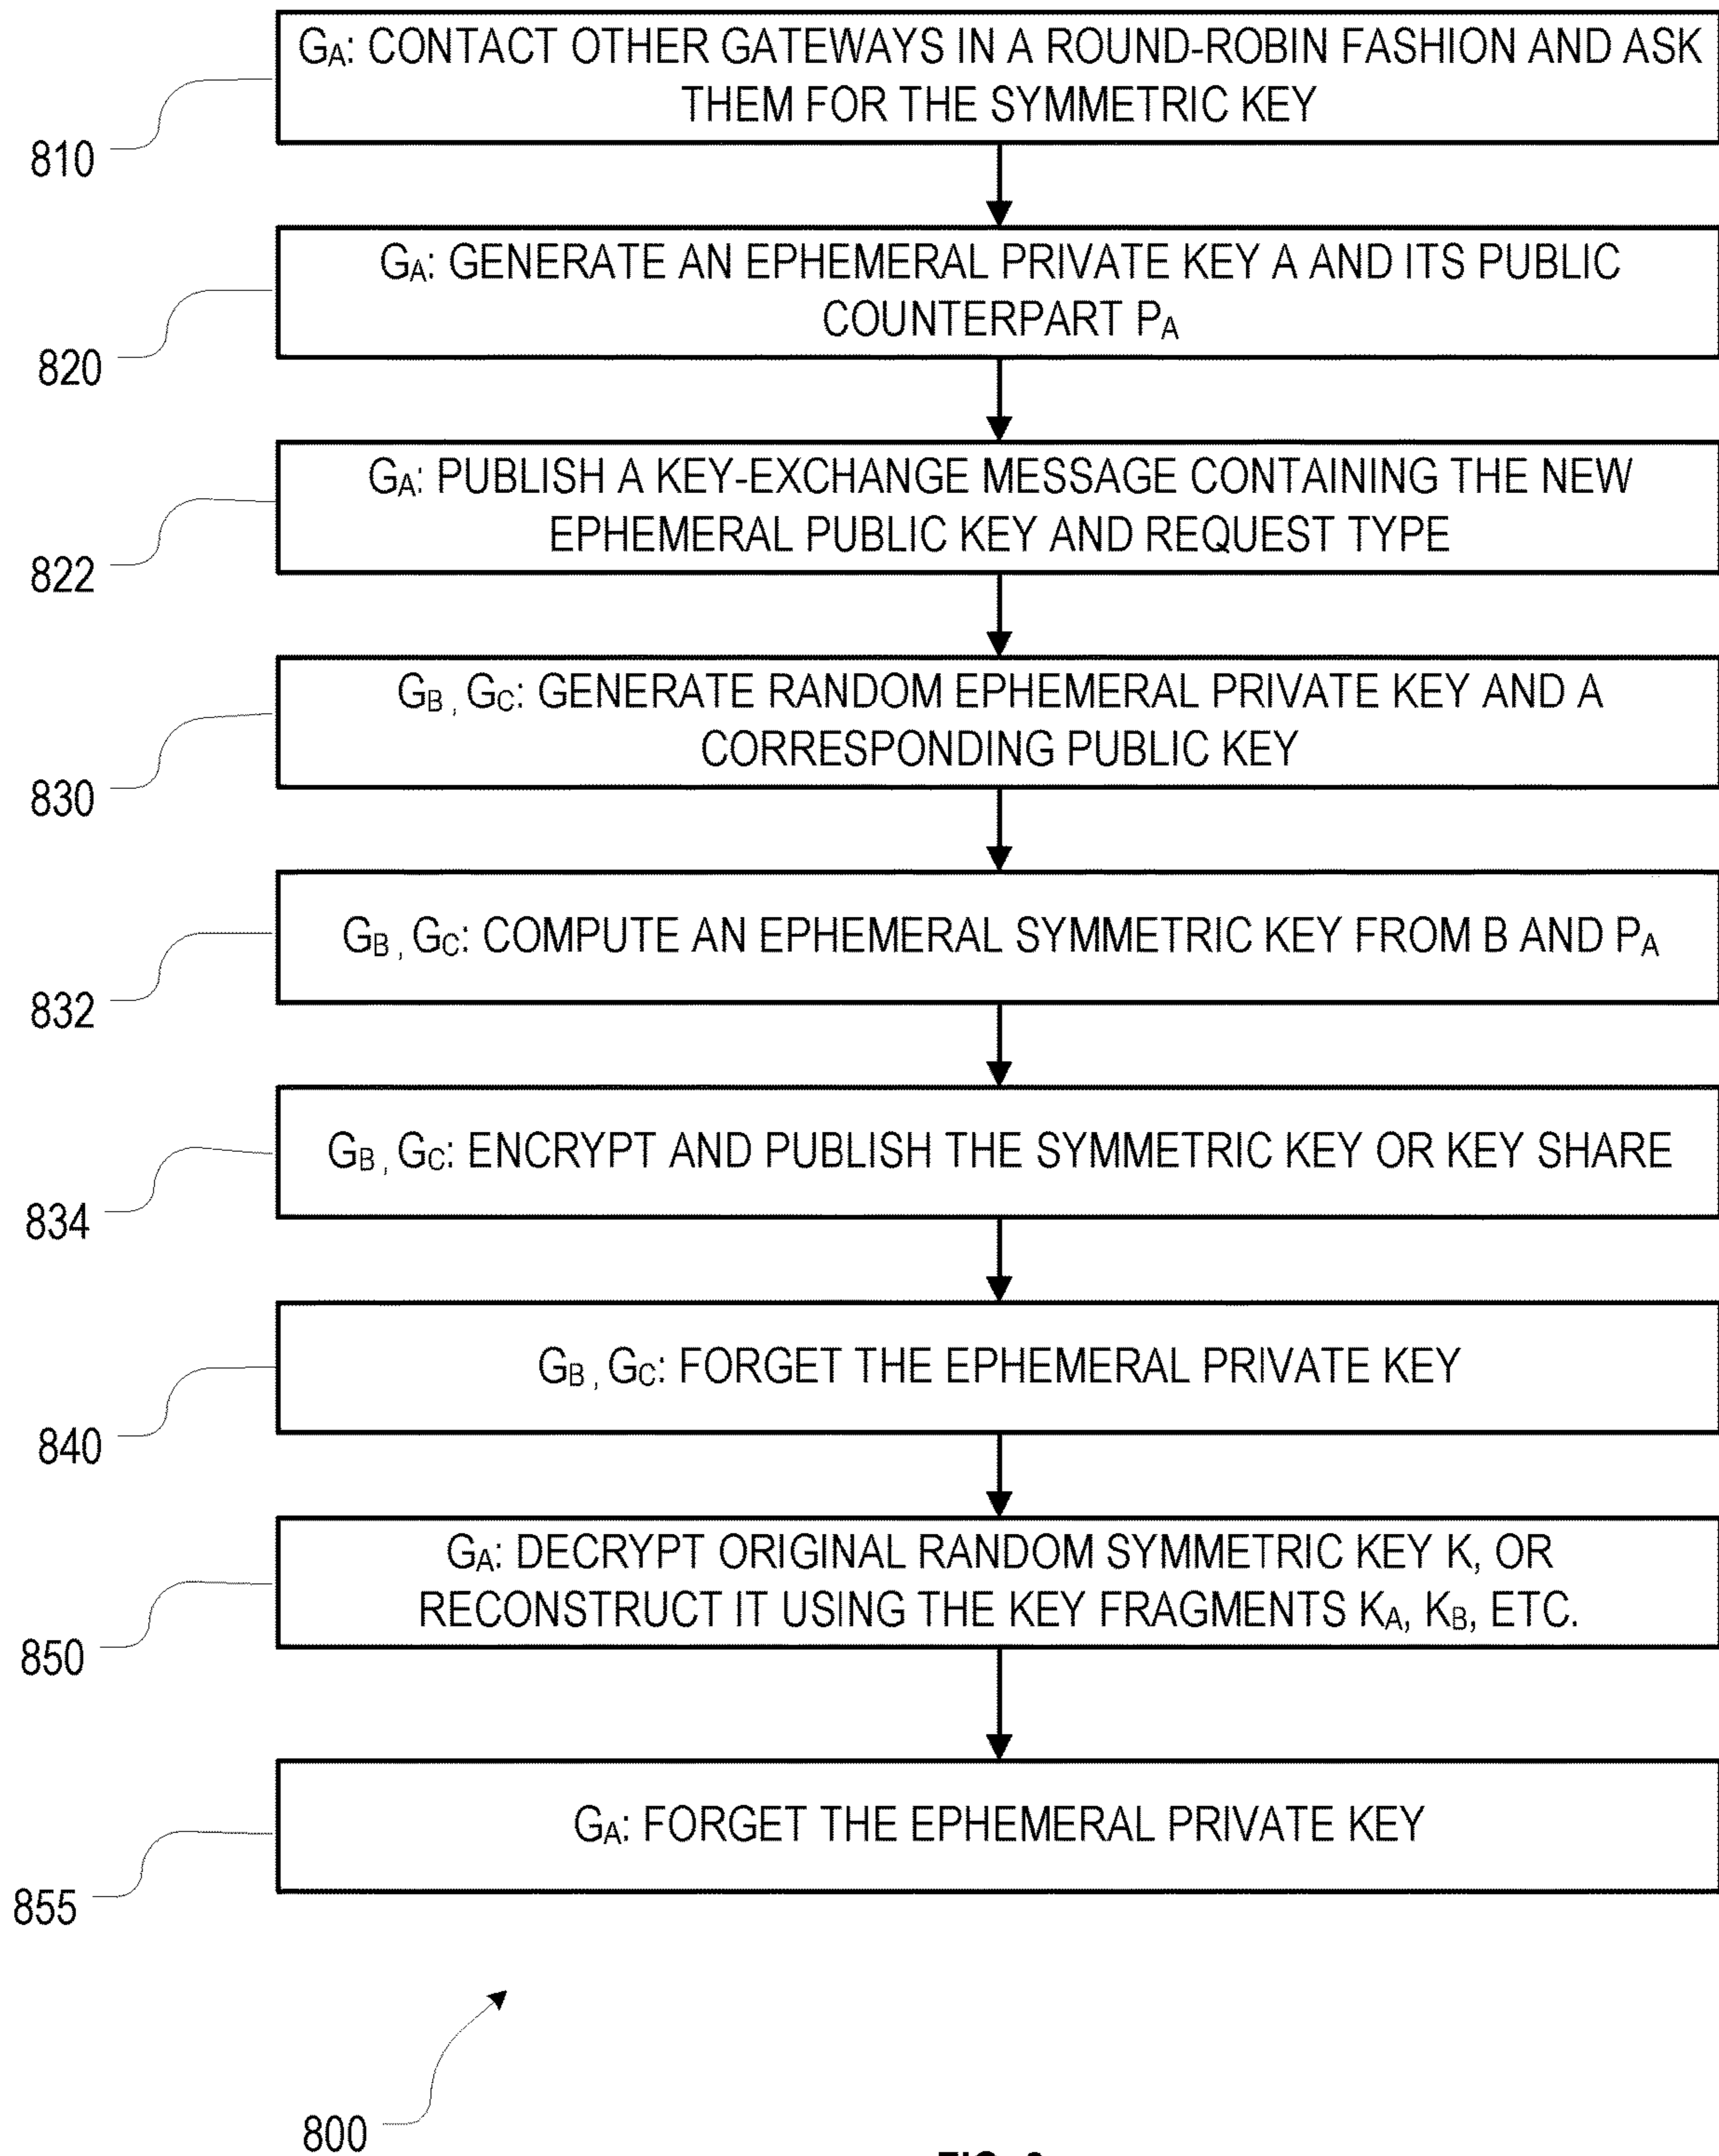 GA: CONTACT OTHER GATEWAYS IN A ROUND-ROBIN FASHION AND ASK
THEM FOR THE SYMMETRIC KEY
810
GA: GENERATE AN EPHEMERAL PRIVATE KEY A AND ITS PUBLIC
COUNTERPART PA
820
GA: PUBLISH A KEY-EXCHANGE MESSAGE CONTAINING THE NEW
EPHEMERAL PUBLIC KEY AND REQUEST TYPE
822
GB, GC: GENERATE RANDOM EPHEMERAL PRIVATE KEY AND A
CORRESPONDING PUBLIC KEY
830
GB, GC: COMPUTE AN EPHEMERAL SYMMETRIC KEY FROM B AND PA
832
GB, GC: ENCRYPT AND PUBLISH THE SYMMETRIC KEY OR KEY SHARE
834
GB, GC: FORGET THE EPHEMERAL PRIVATE KEY
840
GA: DECRYPT ORIGINAL RANDOM SYMMETRIC KEY K, OR
RECONSTRUCT IT USING THE KEY FRAGMENTS KA, KB, ETC.
850
GA: FORGET THE EPHEMERAL PRIVATE KEY
855
800